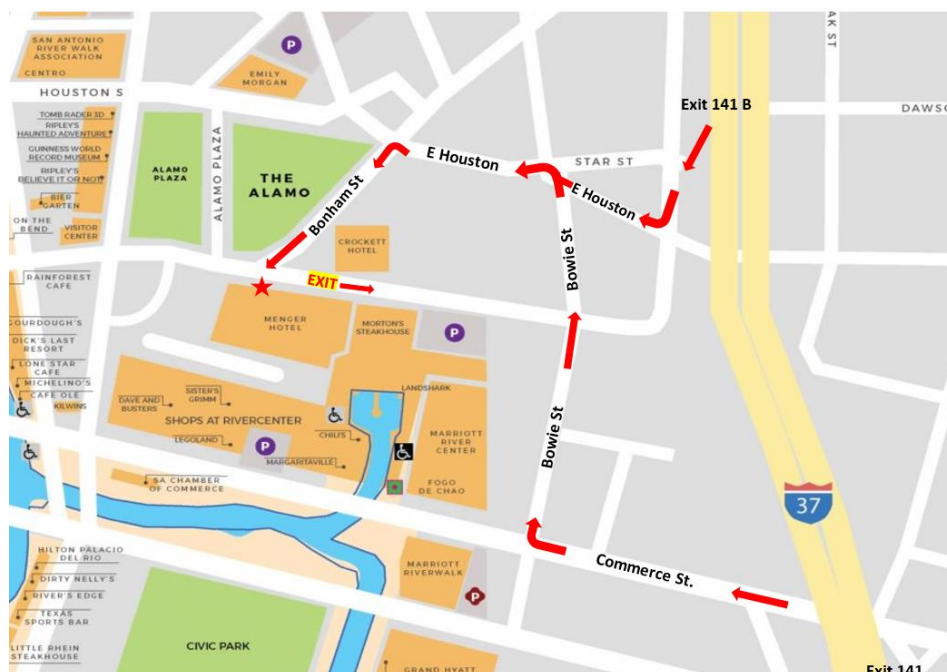 SAN ANTONIO
RIVER WALK
ASSOCIATION
CENTRO
HOUSTON S
TOMB RADER 3D
RIPLEY'S
HAUNTED ADVENTURE
GUINNESS WORLD
RECORD MUSEUM
RIPLEY'S
BELIEVE IT OR NOT!
BIER
GARTEN
ON THE
BEND
VISITOR
CENTER
RAINFOREST
CAFE
GOURDOUGH'S
DICK'S LAST
RESORT
LONE STAR
CAFE
MICHELINO'S
CAFE OLE
KILWINS
P
EMILY
MORGAN
ALAMO
PLAZA
ALAMO PLAZA
THE
ALAMO
E Houston
Bonham St
CROCKETT
HOTEL
EXIT
MENGER
HOTEL
MORTON'S
STEAKHOUSE
P
STAR ST
E Houston
Exit 141 B
AK ST
DAWSO
Bowie St
Bowie St
DAVE AND
BUSTERS
SISTER'S
GRIMM
SHOPS AT RIVERCENTER
LEGOLAND
P
MARGARITAVILLE
CHILI'S
LANDSHARK
MARRIOTT
RIVER
CENTER
FOGO
DE CHAO
SA CHAMBER
OF COMMERCE
37
Commerce St.
HILTON PALACIO
DEL RIO
DIRTY NELLY'S
RIVER'S EDGE
TEXAS
SPORTS BAR
LITTLE RHEIN
STEAKHOUSE
CIVIC PARK
MARRIOTT
RIVERWALK
P
GRAND HYATT
Exit 141